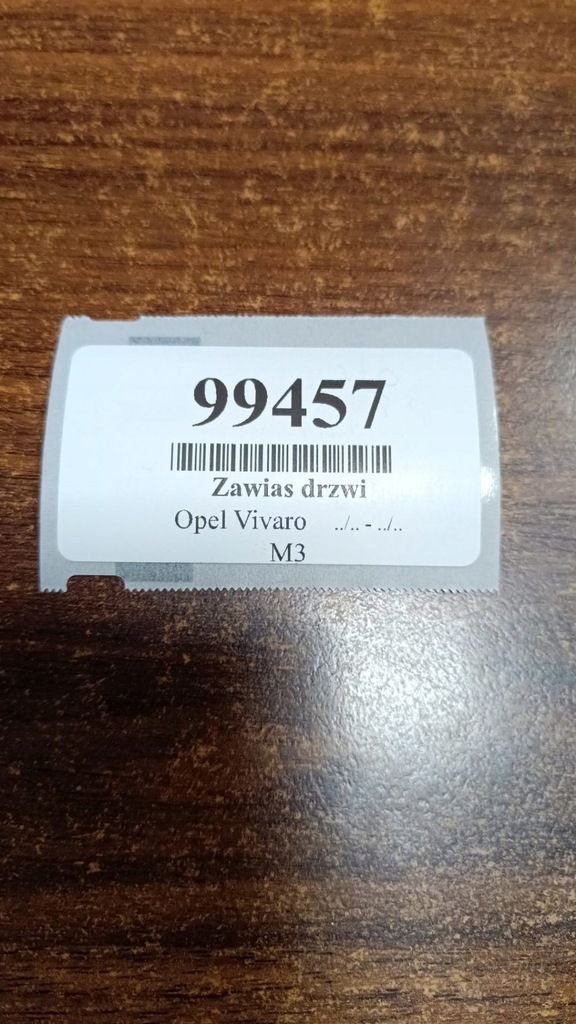 99457
Zawias drzwi
Opel Vivaro ../.. - ../..
M3